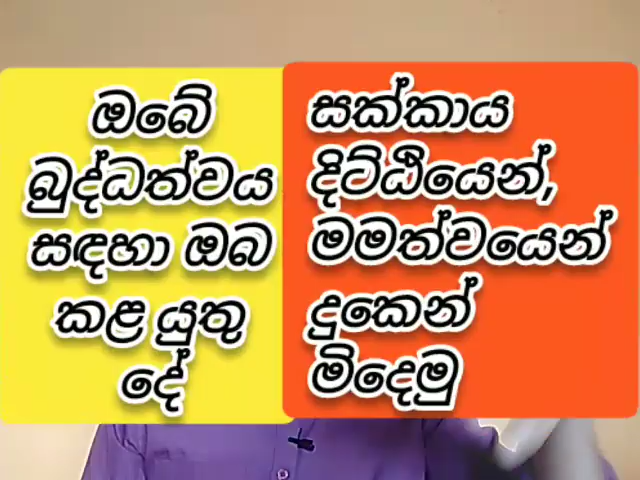 ඔබේ
බුද්ධත්වය
සඳහා ඔබ
කළ යුතු
දේ
සක්කාය
දිට්ඨියෙන්,
මමත්වයෙන්
දුකෙන්
මිදෙමු